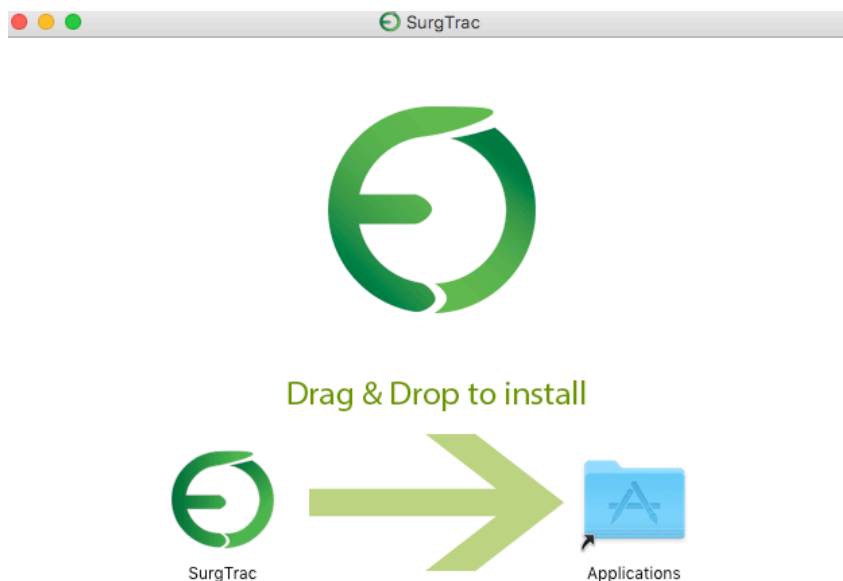 SurgTrac
Drag & Drop to install
SurgTrac
Applications